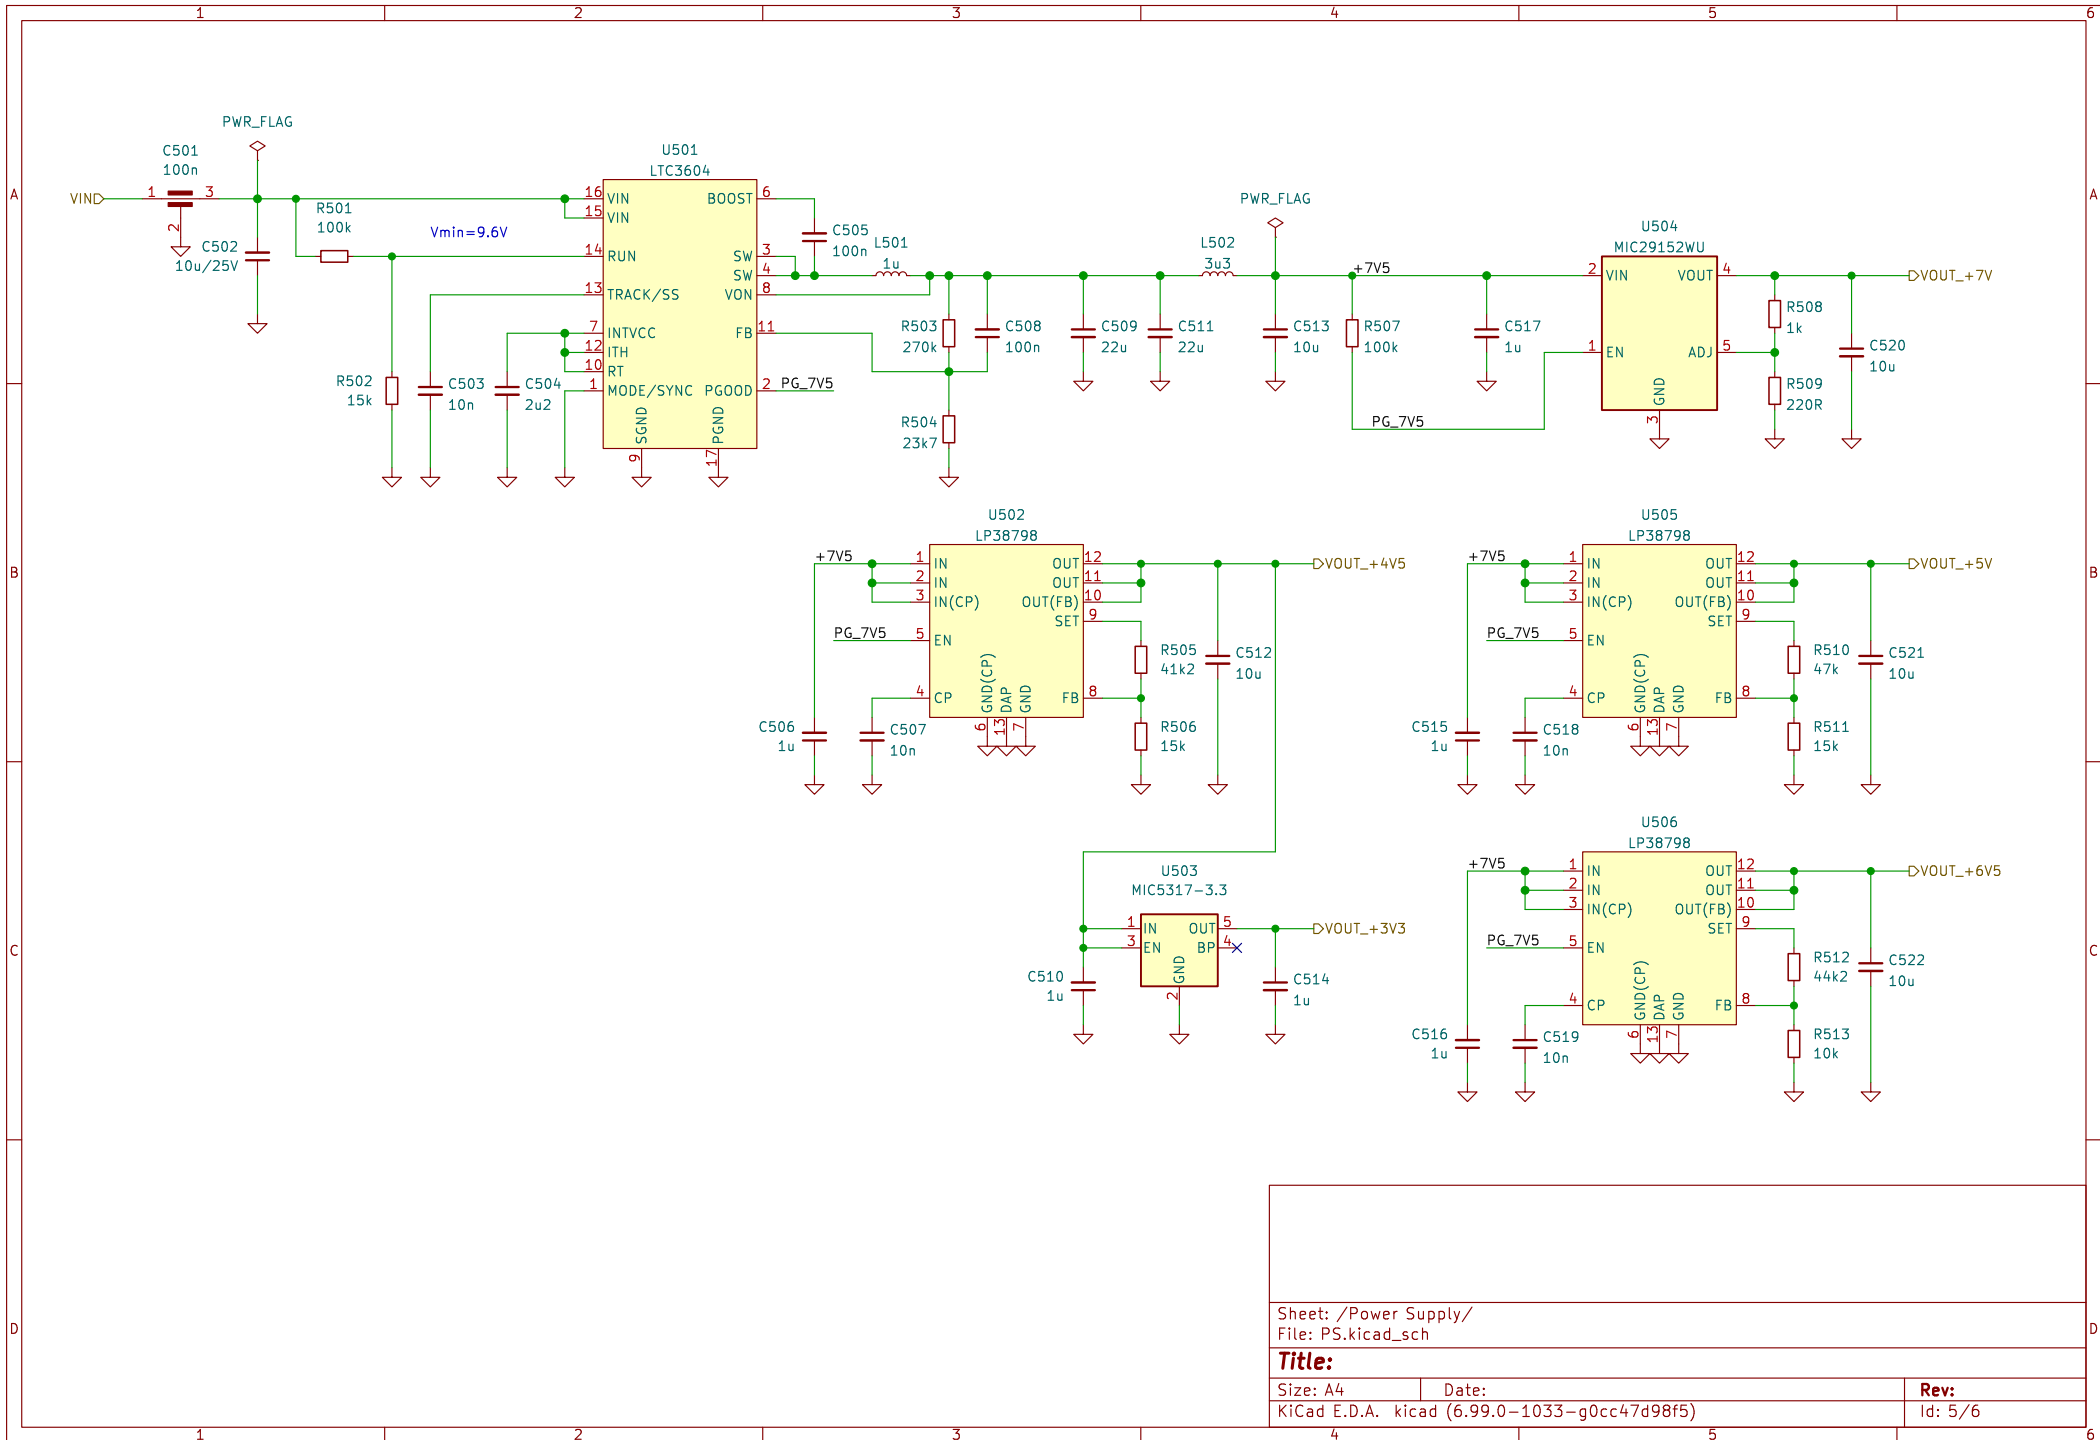 1 2 3 4 5 6
A A
B B
C C
D D
1 2 3 4 5 6
PWR_FLAG
C501
100n
VIN
1 3
2
C502
10u/25V
R501
100k
Vmin=9.6V
R502
15k
C503
10n
C504
2u2
U501
LTC3604
16 VIN
15 VIN
14 RUN
13 TRACK/SS
7 INTVCC
12 ITH
10 RT
1 MODE/SYNC
BOOST 6
SW 3
SW 4
VON 8
FB 11
PGOOD 2
SGND 9
PGND 17
PG_7V5
C505
100n
L501
1u
R503
270k
C508
100n
R504
23k7
C509
22u
C511
22u
L502
3u3
PWR_FLAG
C513
10u
+7V5
R507
100k
PG_7V5
C517
1u
U504
MIC29152WU
2 VIN
1 EN
VOUT 4
ADJ 5
GND 3
R508
1k
R509
220R
C520
10u
VOUT_+7V
U502
LP38798
+7V5
1 IN
2 IN
3 IN(CP)
PG_7V5
5 EN
4 CP
OUT 12
OUT 11
OUT(FB) 10
SET 9
FB 8
GND(CP) 6
DAP 13
GND 7
C506
1u
C507
10n
R505
41k2
R506
15k
C512
10u
VOUT_+4V5
U505
LP38798
+7V5
1 IN
2 IN
3 IN(CP)
PG_7V5
5 EN
4 CP
OUT 12
OUT 11
OUT(FB) 10
SET 9
FB 8
GND(CP) 6
DAP 13
GND 7
C515
1u
C518
10n
R510
47k
R511
15k
C521
10u
VOUT_+5V
U503
MIC5317-3.3
1 IN
3 EN
OUT 5
BP 4
GND 2
C510
1u
C514
1u
VOUT_+3V3
U506
LP38798
+7V5
1 IN
2 IN
3 IN(CP)
PG_7V5
5 EN
4 CP
OUT 12
OUT 11
OUT(FB) 10
SET 9
FB 8
GND(CP) 6
DAP 13
GND 7
C516
1u
C519
10n
R512
44k2
R513
10k
C522
10u
VOUT_+6V5
Sheet: /Power Supply/
File: PS.kicad_sch
Title:
Size: A4 Date: Rev:
KiCad E.D.A. kicad (6.99.0-1033-g0cc47d98f5) Id: 5/6